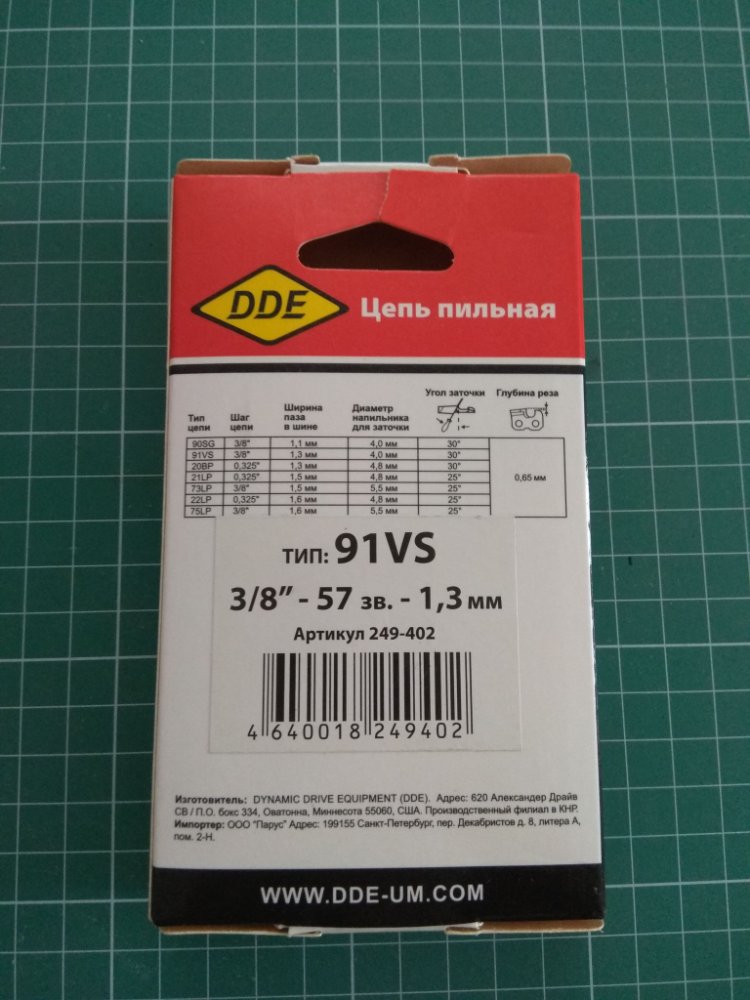 DDE Цепь пильная
Тип цепи Шаг цепи Ширина паза в шине Диаметр напильника для заточки Угол заточки Глубина реза
90SG 3/8" 1,1 мм 4,0 мм 30°
91VS 3/8" 1,3 мм 4,0 мм 30°
20BP 0,325" 1,3 мм 4,8 мм 30°
21LP 0,325" 1,5 мм 4,8 мм 25° 0,65 мм
73LP 3/8" 1,5 мм 5,5 мм 25°
22LP 0,325" 1,6 мм 4,8 мм 25°
75LP 3/8" 1,6 мм 5,5 мм 25°
ТИП: 91VS
3/8” - 57 зв. - 1,3 мм
Артикул 249-402
4 640018 249402
Изготовитель: DYNAMIC DRIVE EQUIPMENT (DDE). Адрес: 620 Александер Драйв
СВ / П.О. бокс 334, Оватонна, Миннесота 55060, США. Производственный филиал в КНР.
Импортер: ООО "Парус" Адрес: 199155 Санкт-Петербург, пер. Декабристов д. 8, литера А,
пом. 2-Н.
WWW.DDE-UM.COM